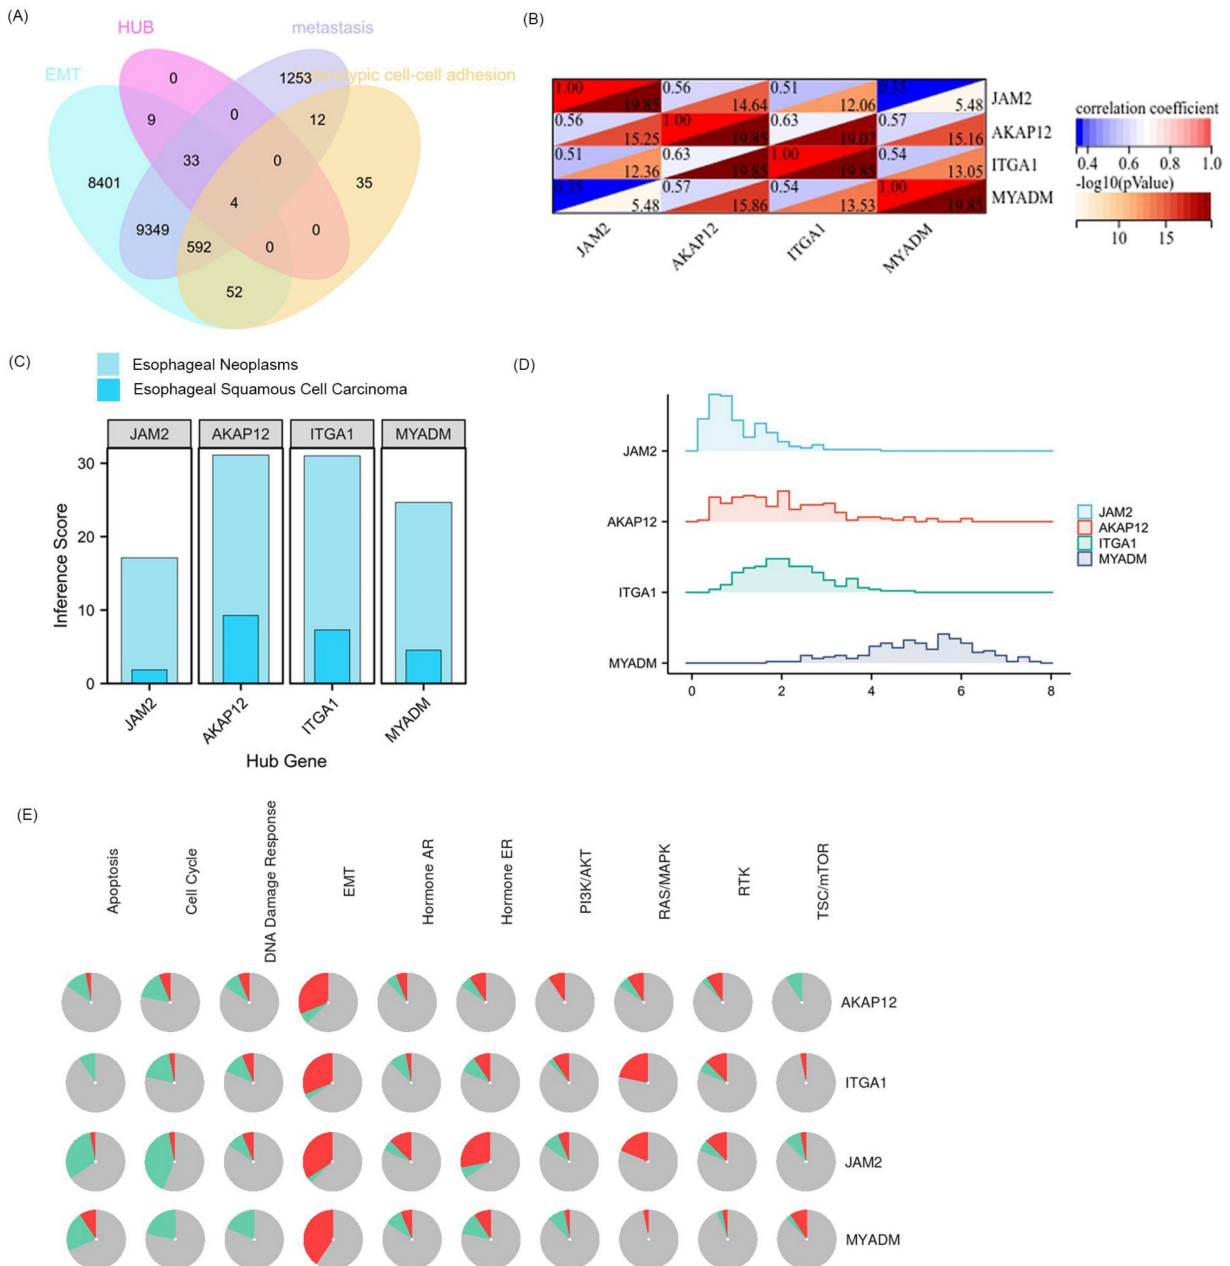 (A)
HUB
metastasis
EMT
cell-cell adhesion
0
1253
9
0
12
33
0
8401
35
4
9349
592
0
0
52
(B)
1.00 0.56 0.51 0.35
19.85 14.64 12.06 5.48
JAM2
0.56 1.00 0.63 0.57
15.25 19.85 19.07 15.16
AKAP12
0.51 0.63 1.00 0.54
12.36 19.85 19.85 13.05
ITGA1
0.35 0.57 0.54 1.00
5.48 15.86 13.53 19.85
MYADM
JAM2 AKAP12 ITGA1 MYADM
correlation coefficient
0.4 0.6 0.8 1.0
-log10(pValue)
10 15
(C)
Esophageal Neoplasms
Esophageal Squamous Cell Carcinoma
JAM2 AKAP12 ITGA1 MYADM
30
20
10
0
Inference Score
JAM2 AKAP12 ITGA1 MYADM
Hub Gene
(D)
JAM2
AKAP12
ITGA1
MYADM
0 2 4 6 8
JAM2
AKAP12
ITGA1
MYADM
(E)
Apoptosis
Cell Cycle
DNA Damage Response
EMT
Hormone AR
Hormone ER
PI3K/AKT
RAS/MAPK
RTK
TSC/mTOR
AKAP12
ITGA1
JAM2
MYADM